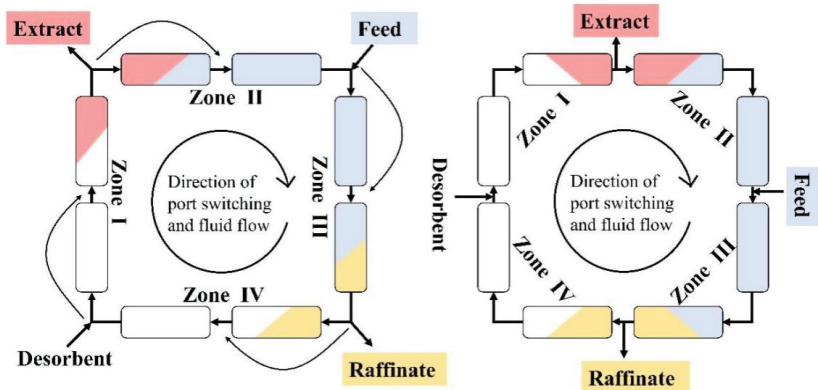 Extract
Feed
Zone II
Zone I
Direction of
port switching
and fluid flow
Zone III
Zone IV
Desorbent
Raffinate
Extract
Zone I
Zone II
Desorbent
Direction of
port switching
and fluid flow
Feed
Zone IV
Zone III
Raffinate